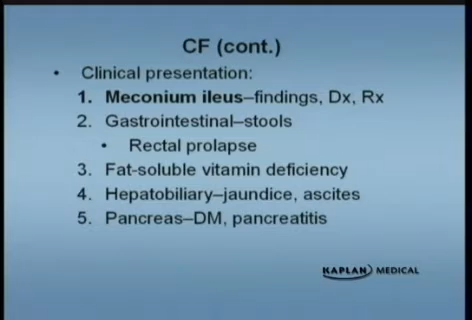 CF (cont.)
• Clinical presentation:
1. Meconium ileus–findings, Dx, Rx
2. Gastrointestinal–stools
• Rectal prolapse
3. Fat-soluble vitamin deficiency
4. Hepatobiliary–jaundice, ascites
5. Pancreas–DM, pancreatitis
KAPLAN MEDICAL